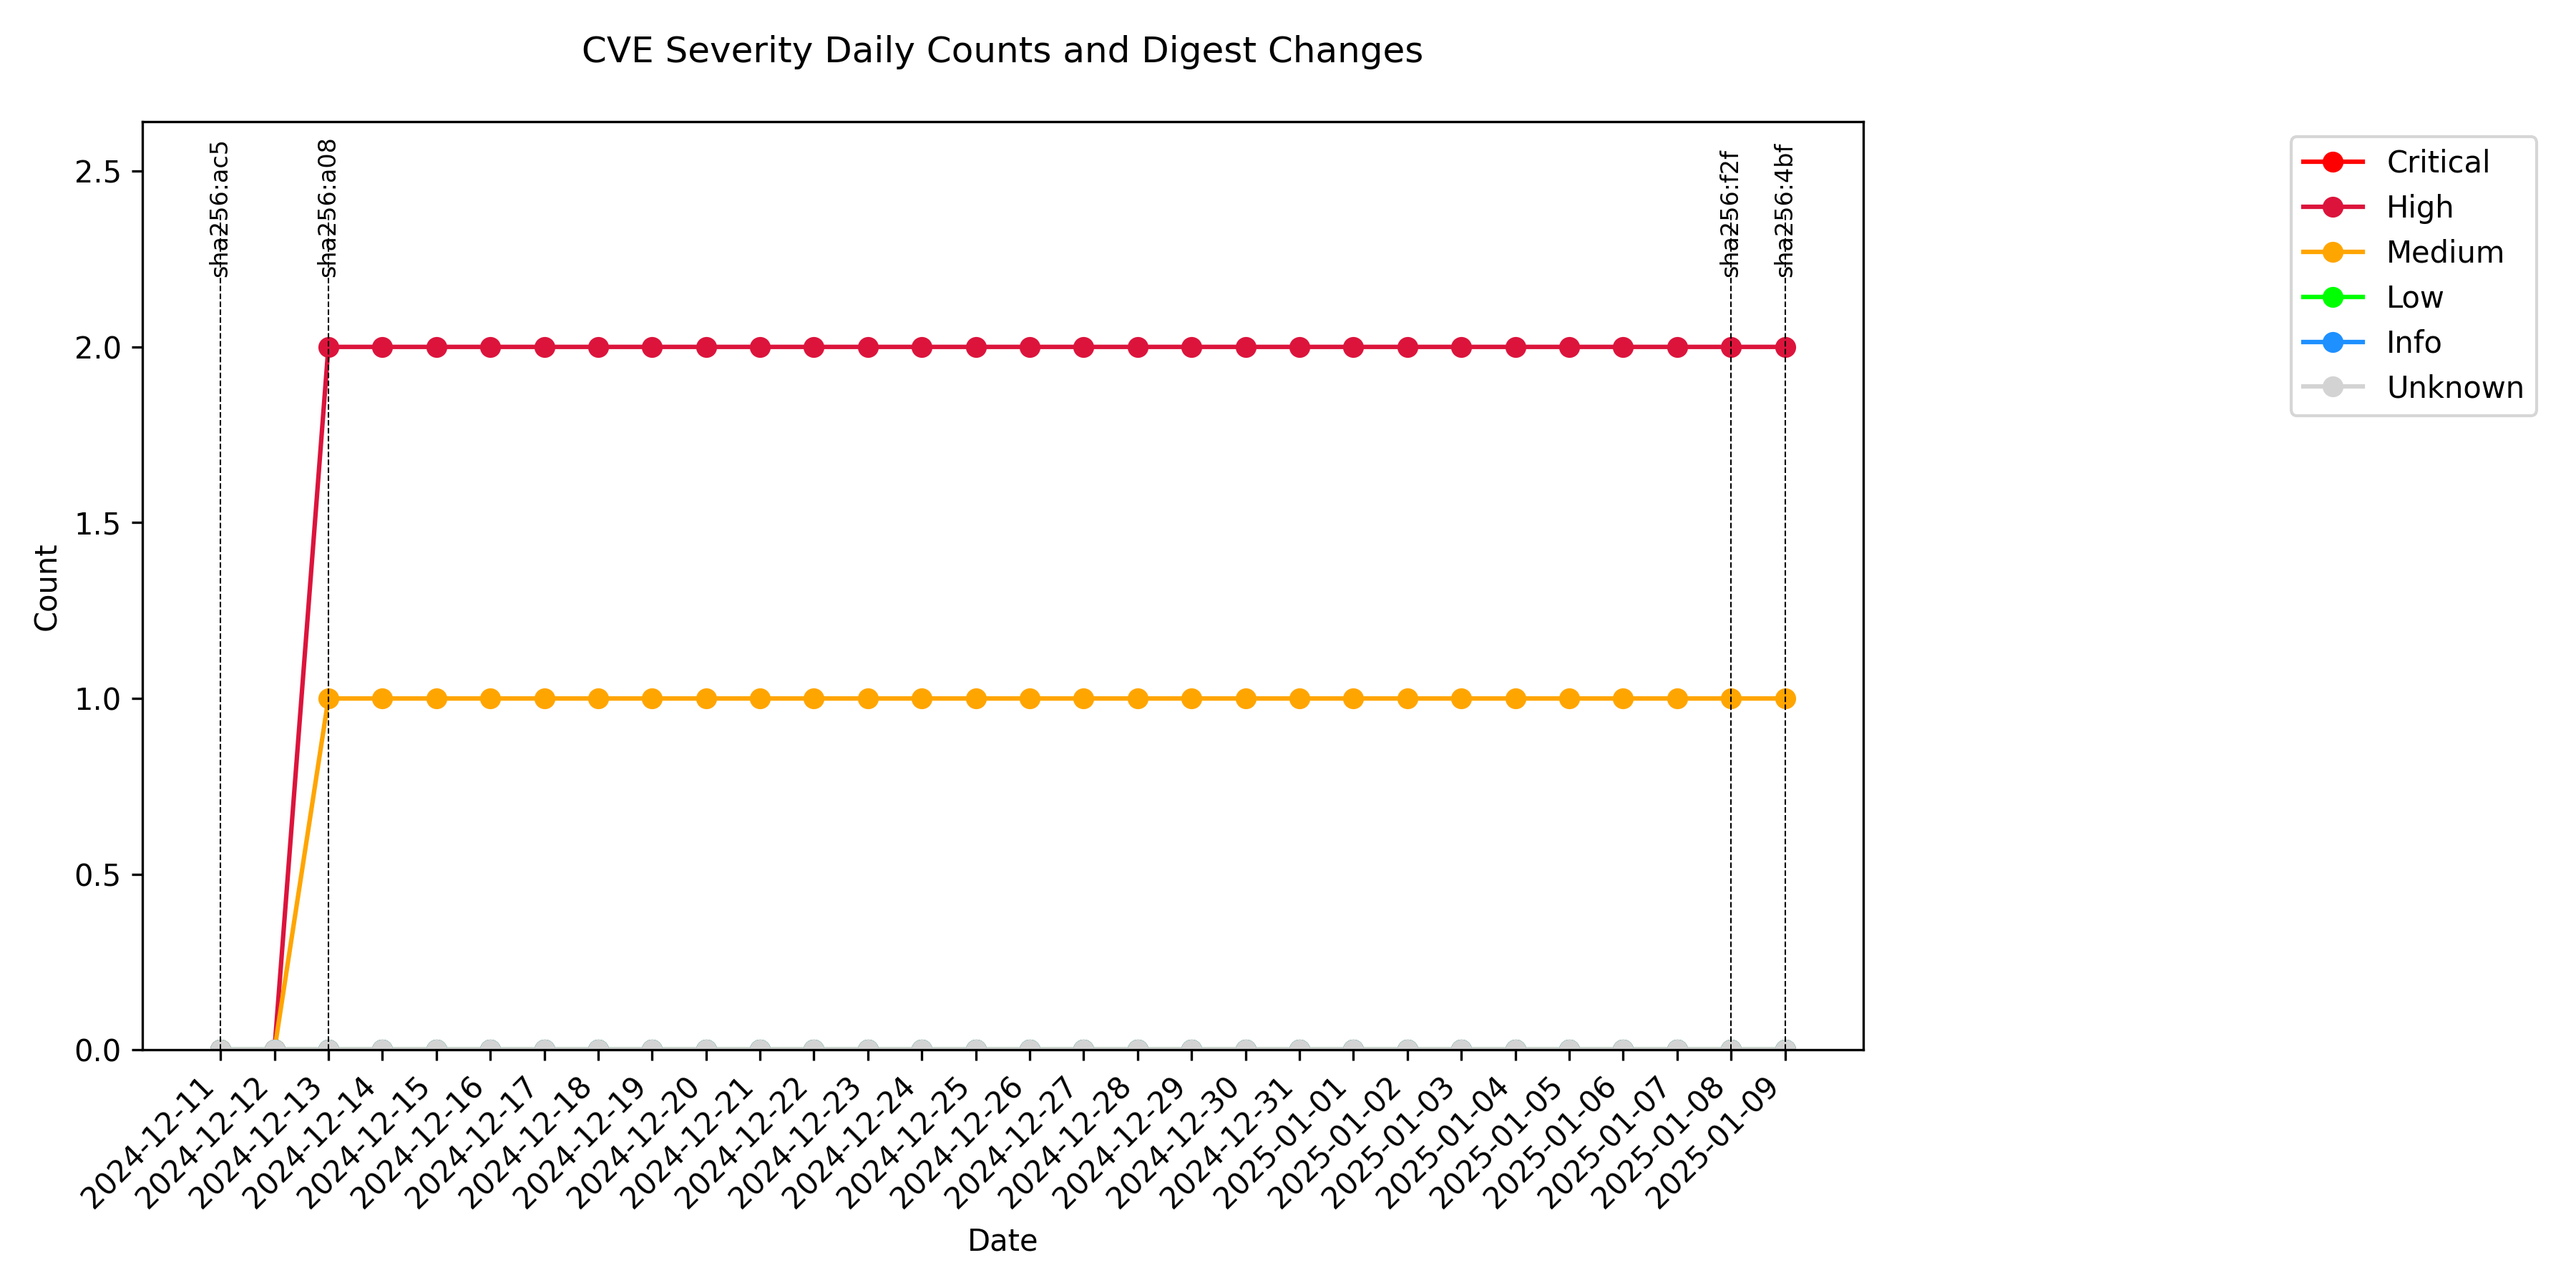 CVE Severity Daily Counts and Digest Changes
sha256:ac5
sha256:a08
sha256:f2f
sha256:4bf
Critical
High
Medium
Low
Info
Unknown
2.5
2.0
1.5
1.0
0.5
0.0
Count
2024-12-11
2024-12-12
2024-12-13
2024-12-14
2024-12-15
2024-12-16
2024-12-17
2024-12-18
2024-12-19
2024-12-20
2024-12-21
2024-12-22
2024-12-23
2024-12-24
2024-12-25
2024-12-26
2024-12-27
2024-12-28
2024-12-29
2024-12-30
2024-12-31
2025-01-01
2025-01-02
2025-01-03
2025-01-04
2025-01-05
2025-01-06
2025-01-07
2025-01-08
2025-01-09
Date